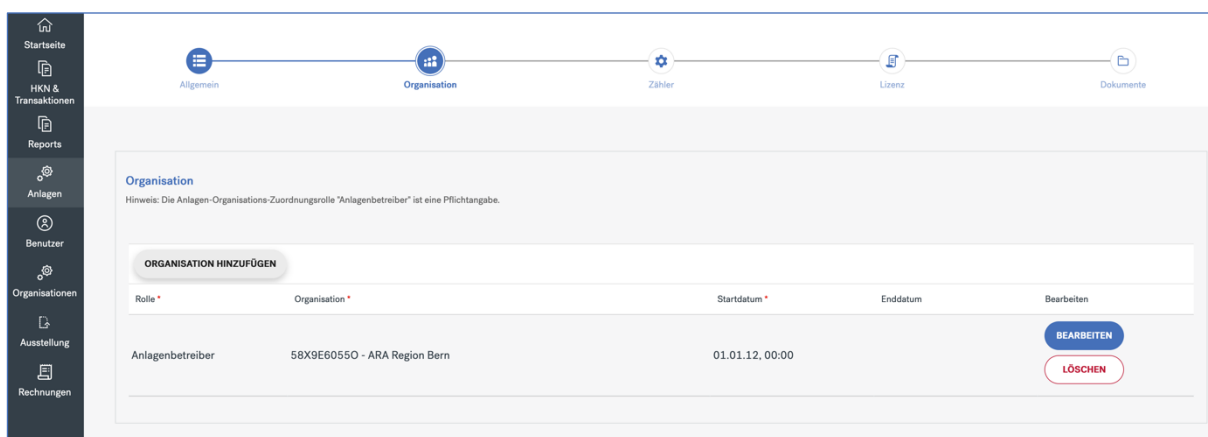 Startseite
HKN &
Transaktionen
Reports
Anlagen
Benutzer
Organisationen
Ausstellung
Rechnungen
Allgemein
Organisation
Zähler
Lizenz
Dokumente
Organisation
Hinweis: Die Anlagen-Organisations-Zuordnungsrolle "Anlagenbetreiber" ist eine Pflichtangabe.
ORGANISATION HINZUFÜGEN
Rolle * Organisation * Startdatum * Enddatum Bearbeiten
Anlagenbetreiber 58X9E6055O - ARA Region Bern 01.01.12, 00:00
BEARBEITEN
LÖSCHEN